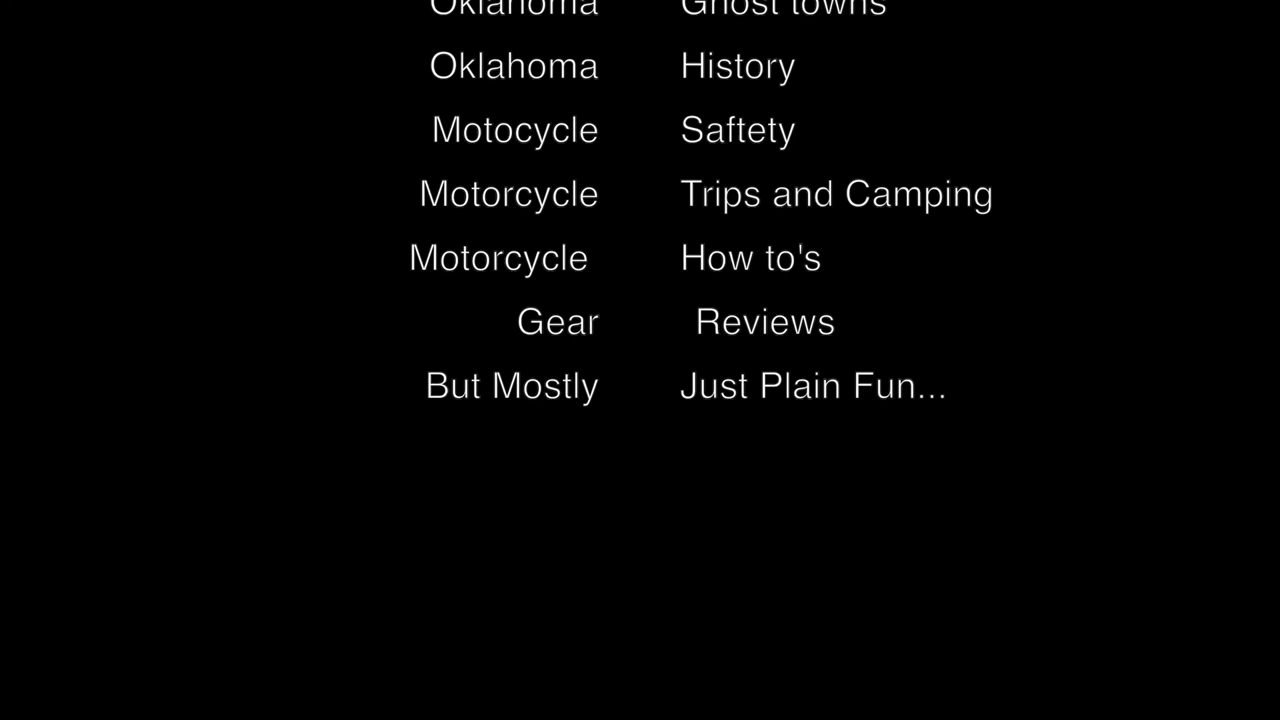 Oklahoma Ghost towns
Oklahoma History
Motocycle Saftety
Motorcycle Trips and Camping
Motorcycle How to's
Gear Reviews
But Mostly Just Plain Fun...